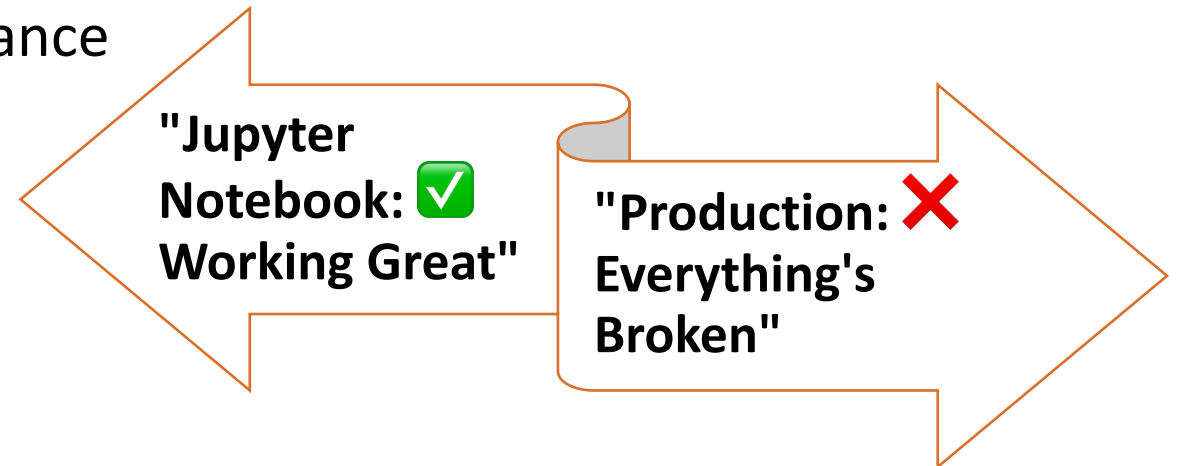 ance
"Jupyter
Notebook: ✅
Working Great"
"Production: ❌
Everything's
Broken"